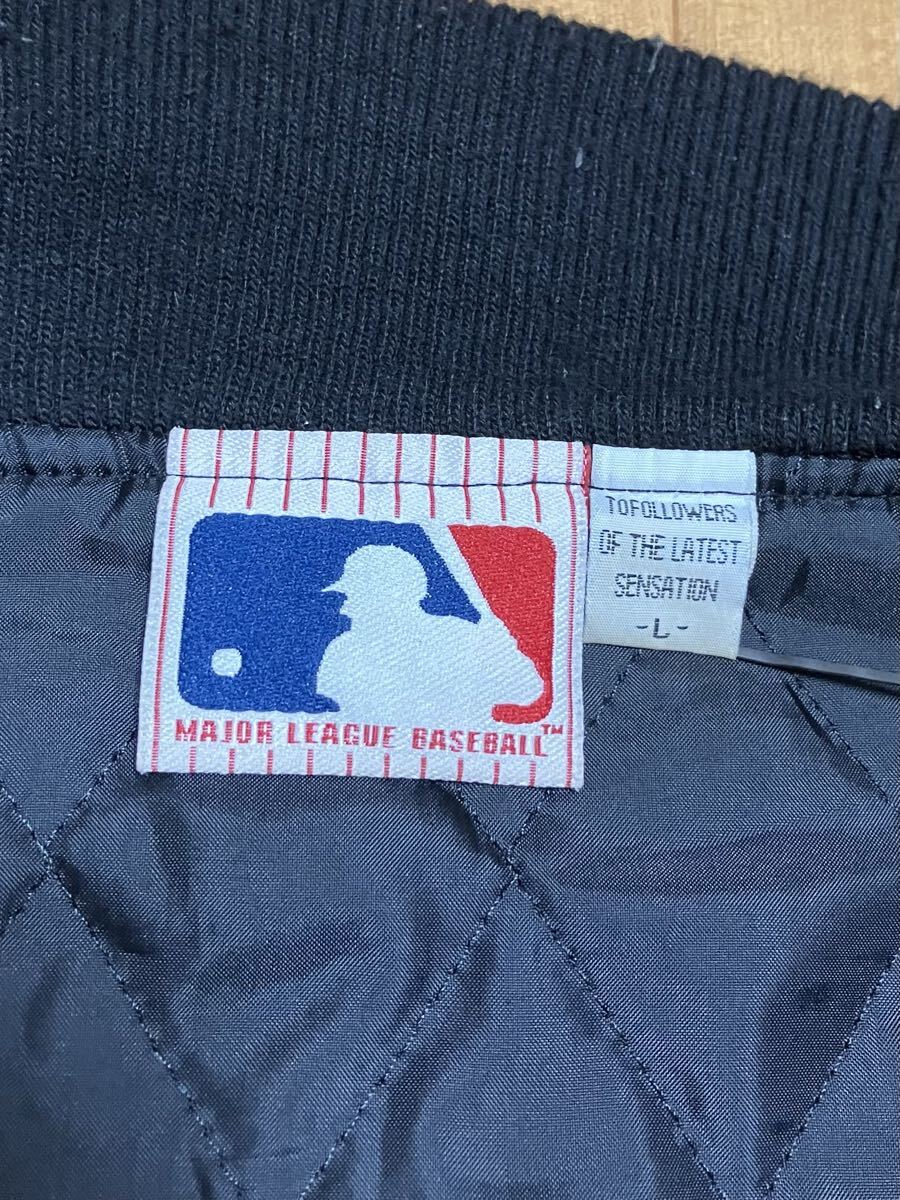 MAJOR LEAGUE BASEBALL™
TOFOLLOWERS
OF THE LATEST
SENSATION
-L-